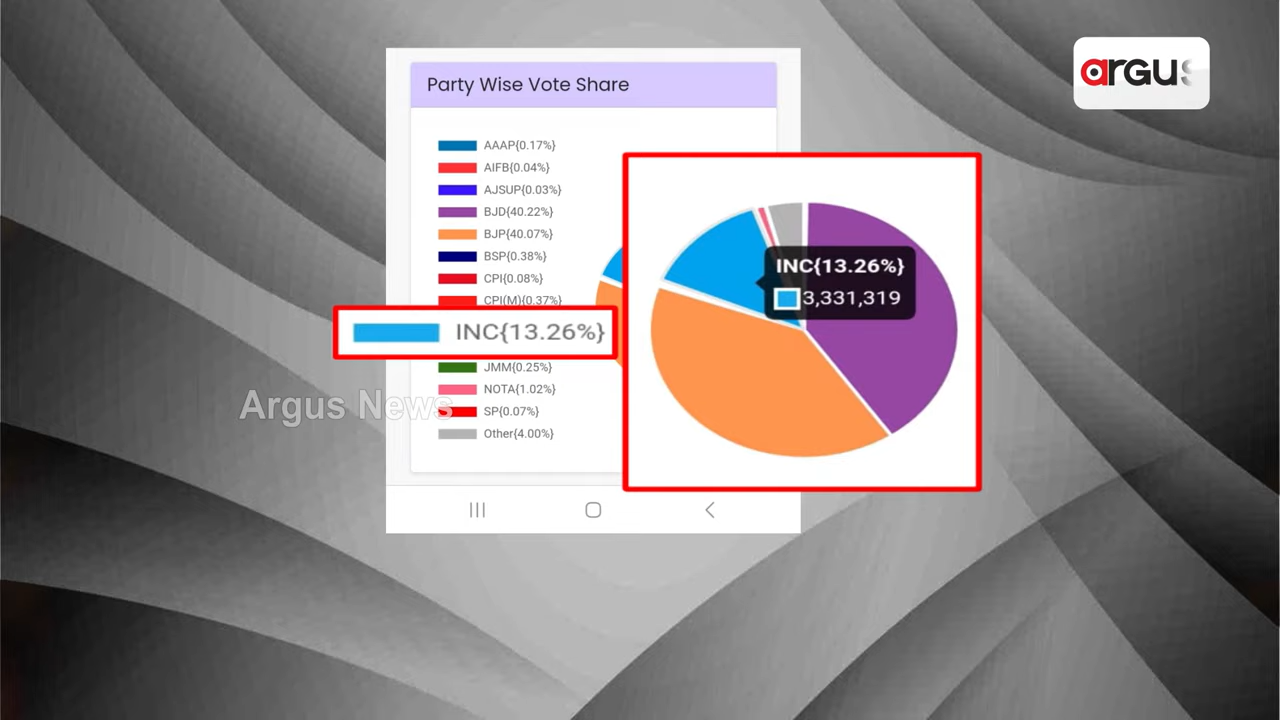 argus
Party Wise Vote Share
AAAP{0.17%}
AIFB{0.04%}
AJSUP{0.03%}
BJD{40.22%}
BJP{40.07%}
BSP{0.38%}
CPI{0.08%}
CPI(M){0.37%}
INC{13.26%}
JMM{0.25%}
NOTA{1.02%}
SP{0.07%}
Other{4.00%}
INC{13.26%}
3,331,319
Argus News